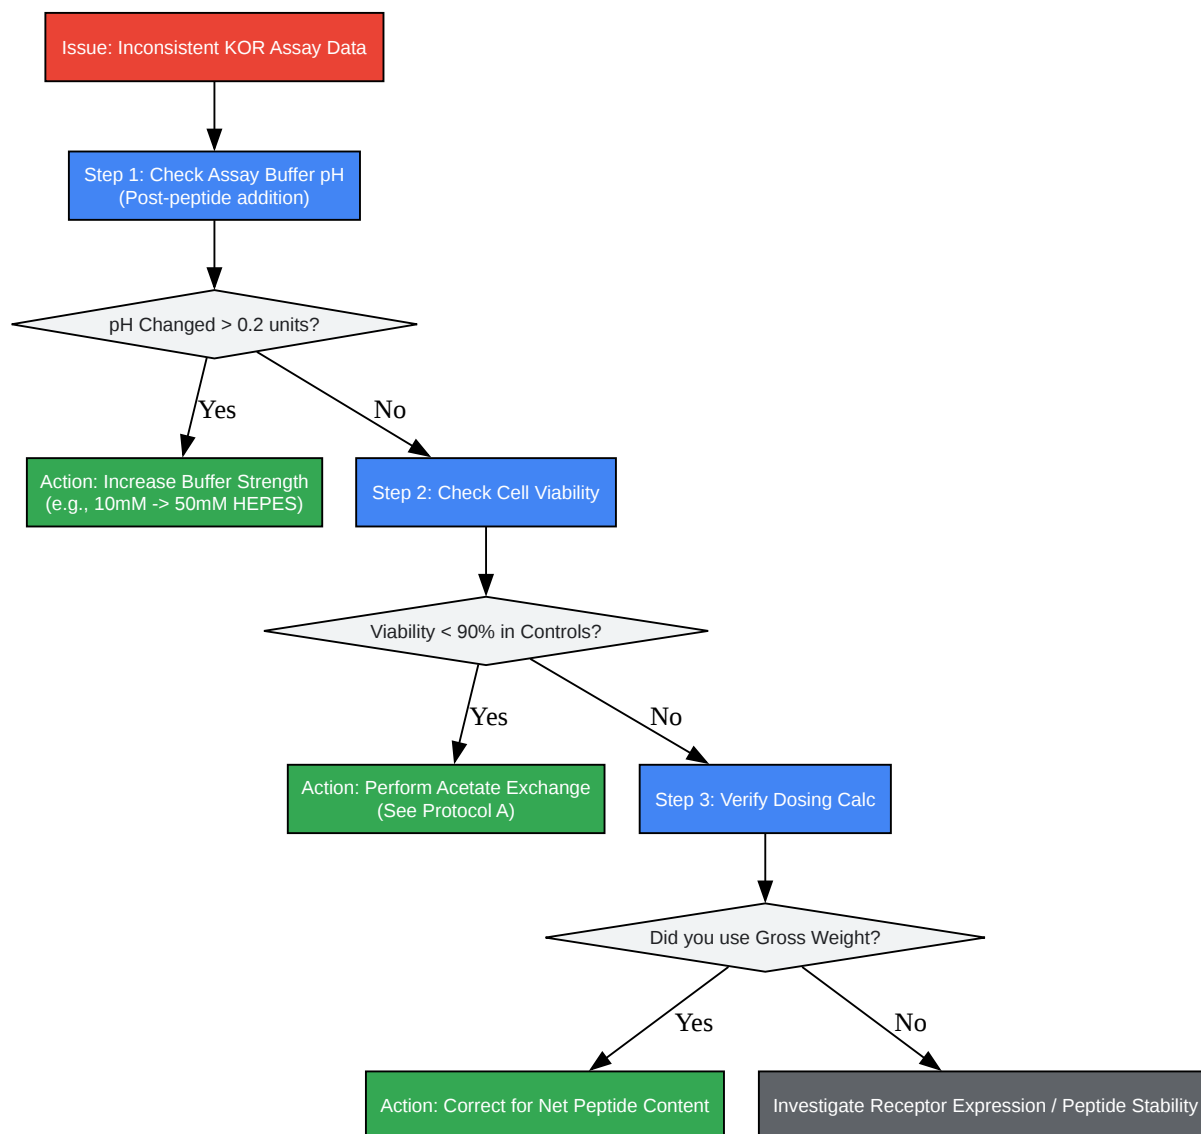 Issue: Inconsistent KOR Assay Data
Step 1: Check Assay Buffer pH
(Post-peptide addition)
pH Changed > 0.2 units?
Yes
No
Action: Increase Buffer Strength
(e.g., 10mM -> 50mM HEPES)
Step 2: Check Cell Viability
Viability < 90% in Controls?
Yes
No
Action: Perform Acetate Exchange
(See Protocol A)
Step 3: Verify Dosing Calc
Did you use Gross Weight?
Yes
No
Action: Correct for Net Peptide Content
Investigate Receptor Expression / Peptide Stability